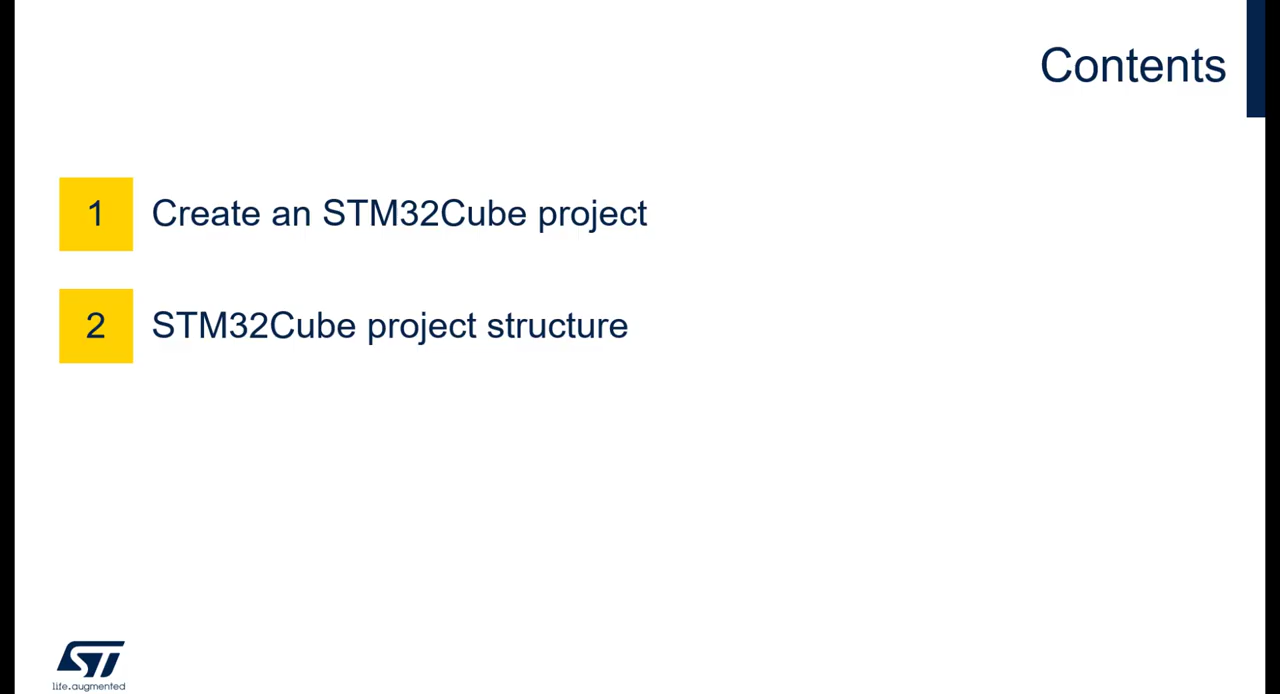 Contents
1 Create an STM32Cube project
2 STM32Cube project structure
ST
life.augmented